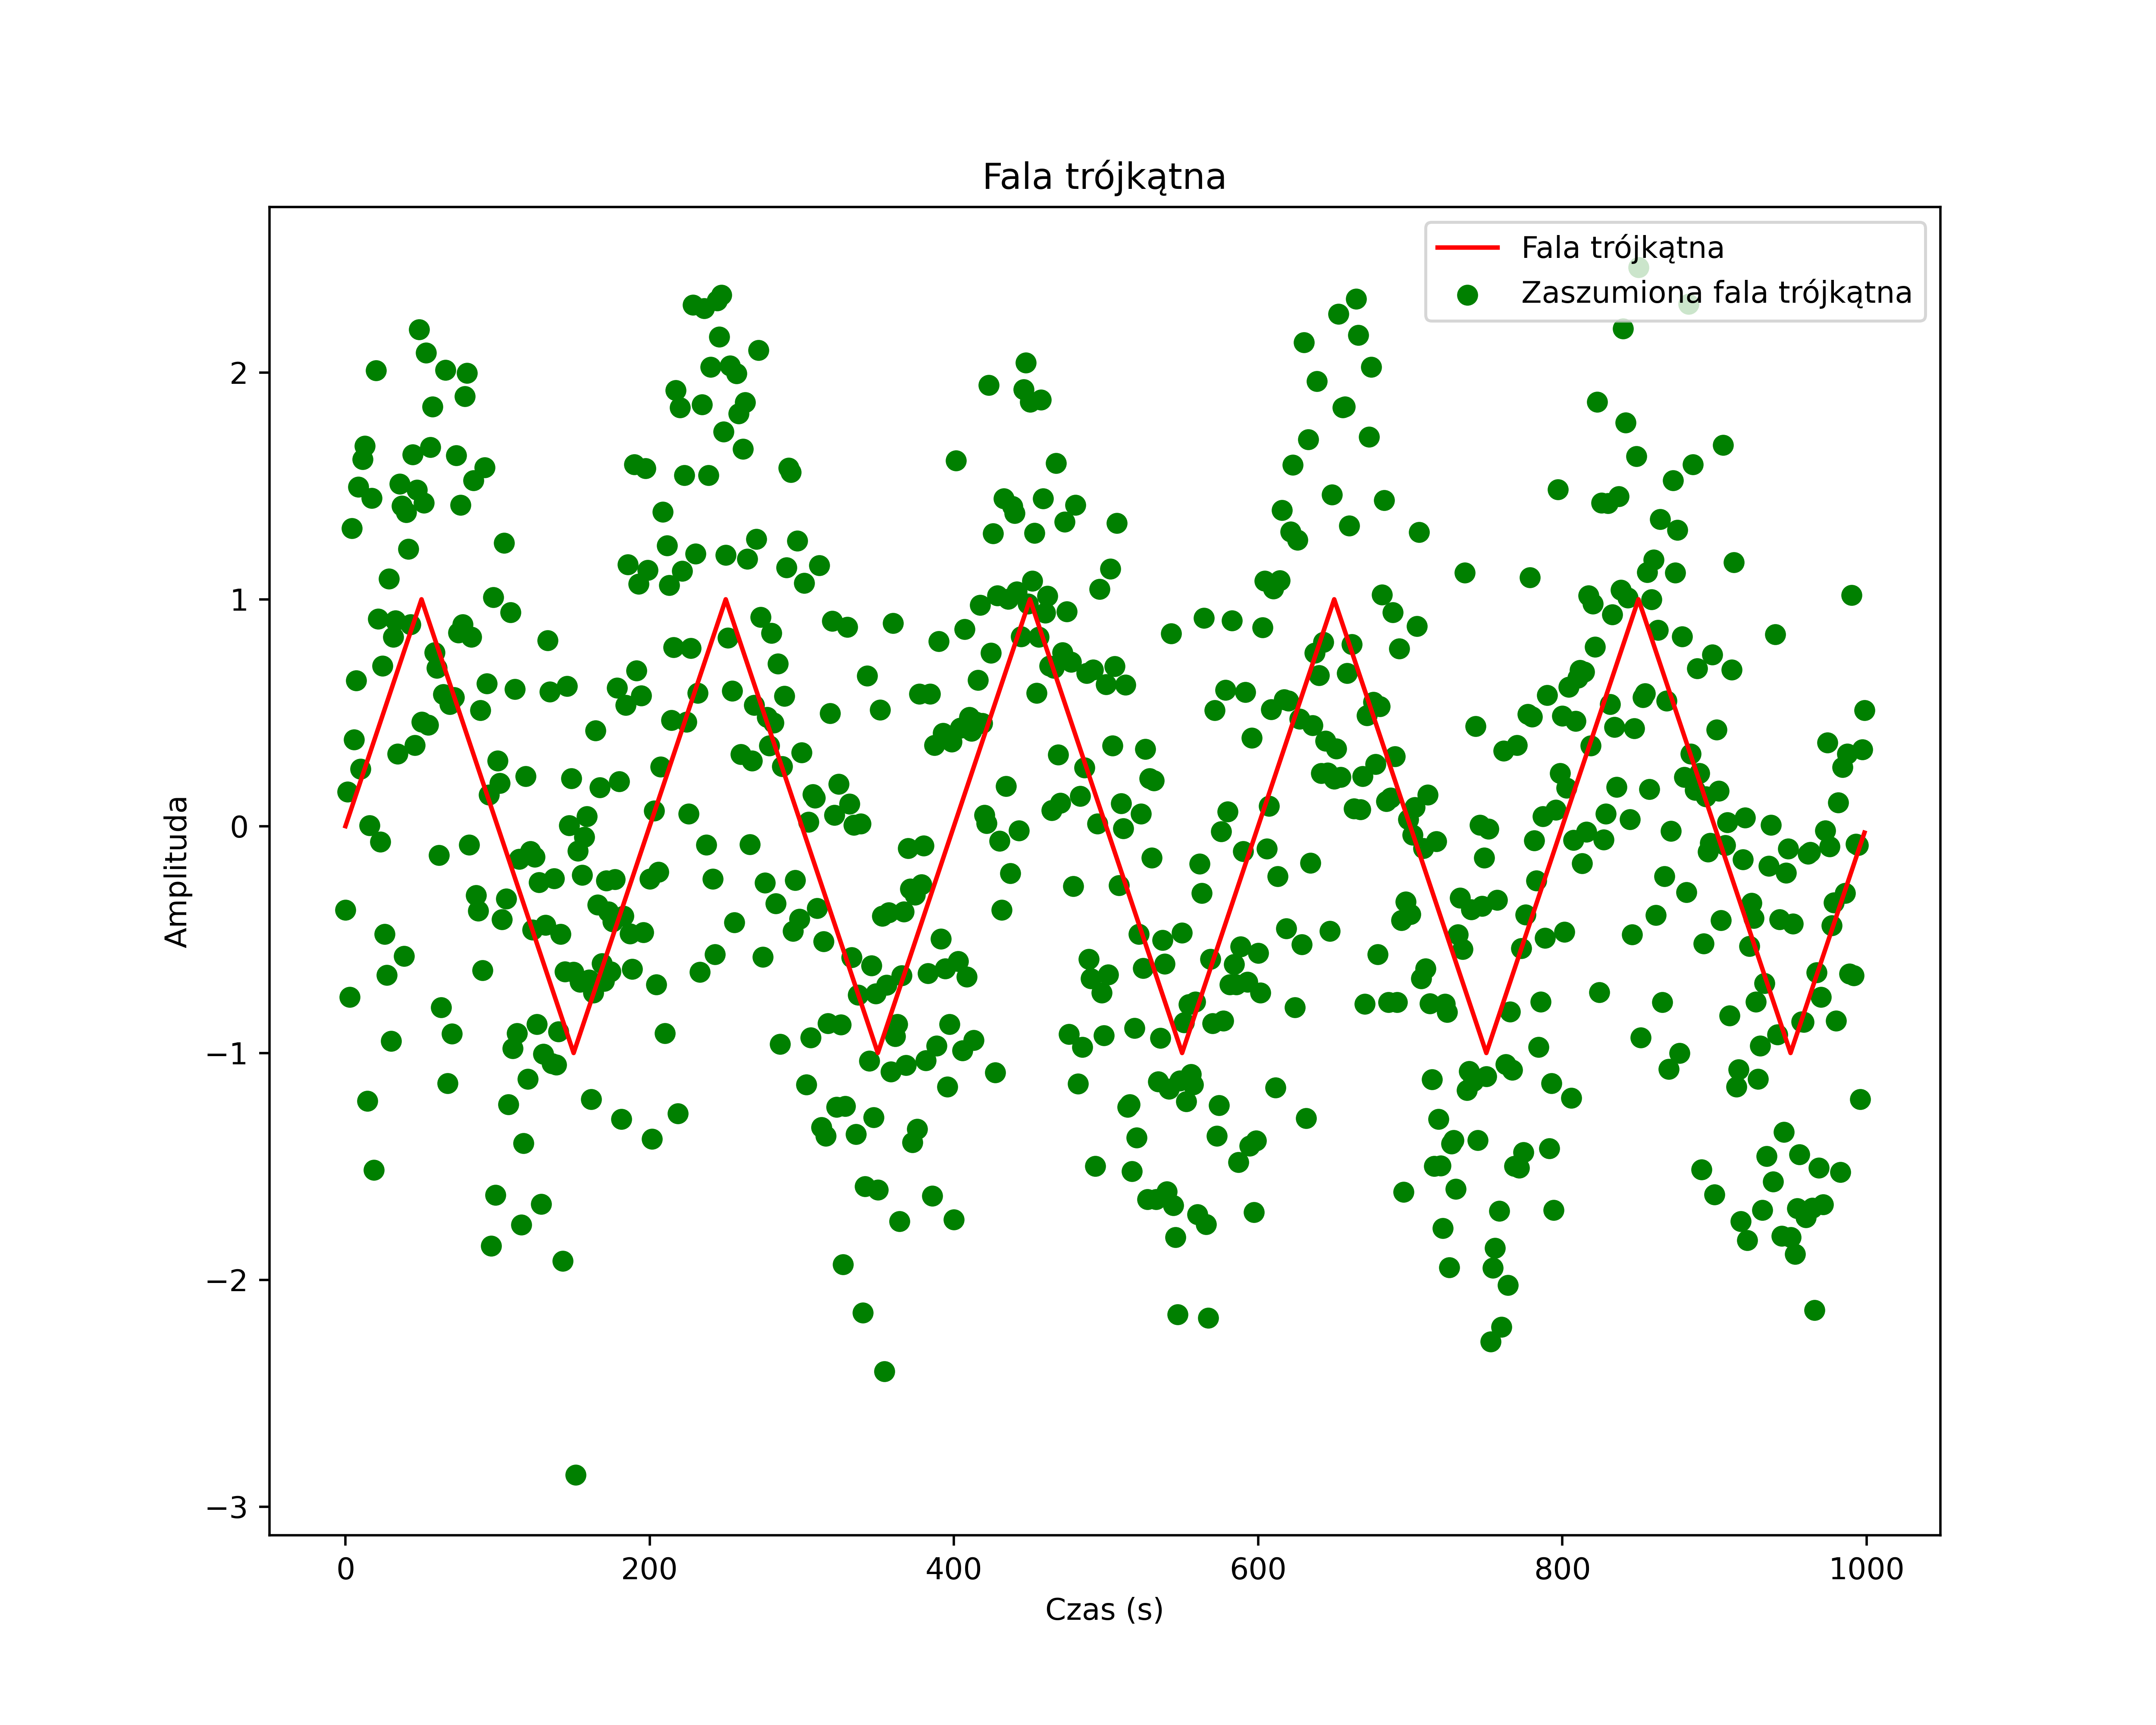 Fala trójkątna
Fala trójkątna
Zaszumiona fala trójkątna
2
1
0
−1
−2
−3
Amplituda
0 200 400 600 800 1000
Czas (s)